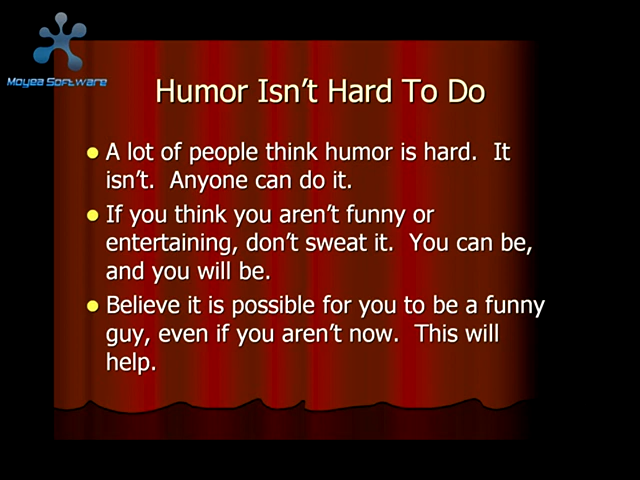 Moyea Software
Humor Isn't Hard To Do
A lot of people think humor is hard.  It
isn't.  Anyone can do it.
If you think you aren't funny or
entertaining, don't sweat it.  You can be,
and you will be.
Believe it is possible for you to be a funny
guy, even if you aren't now.  This will
help.